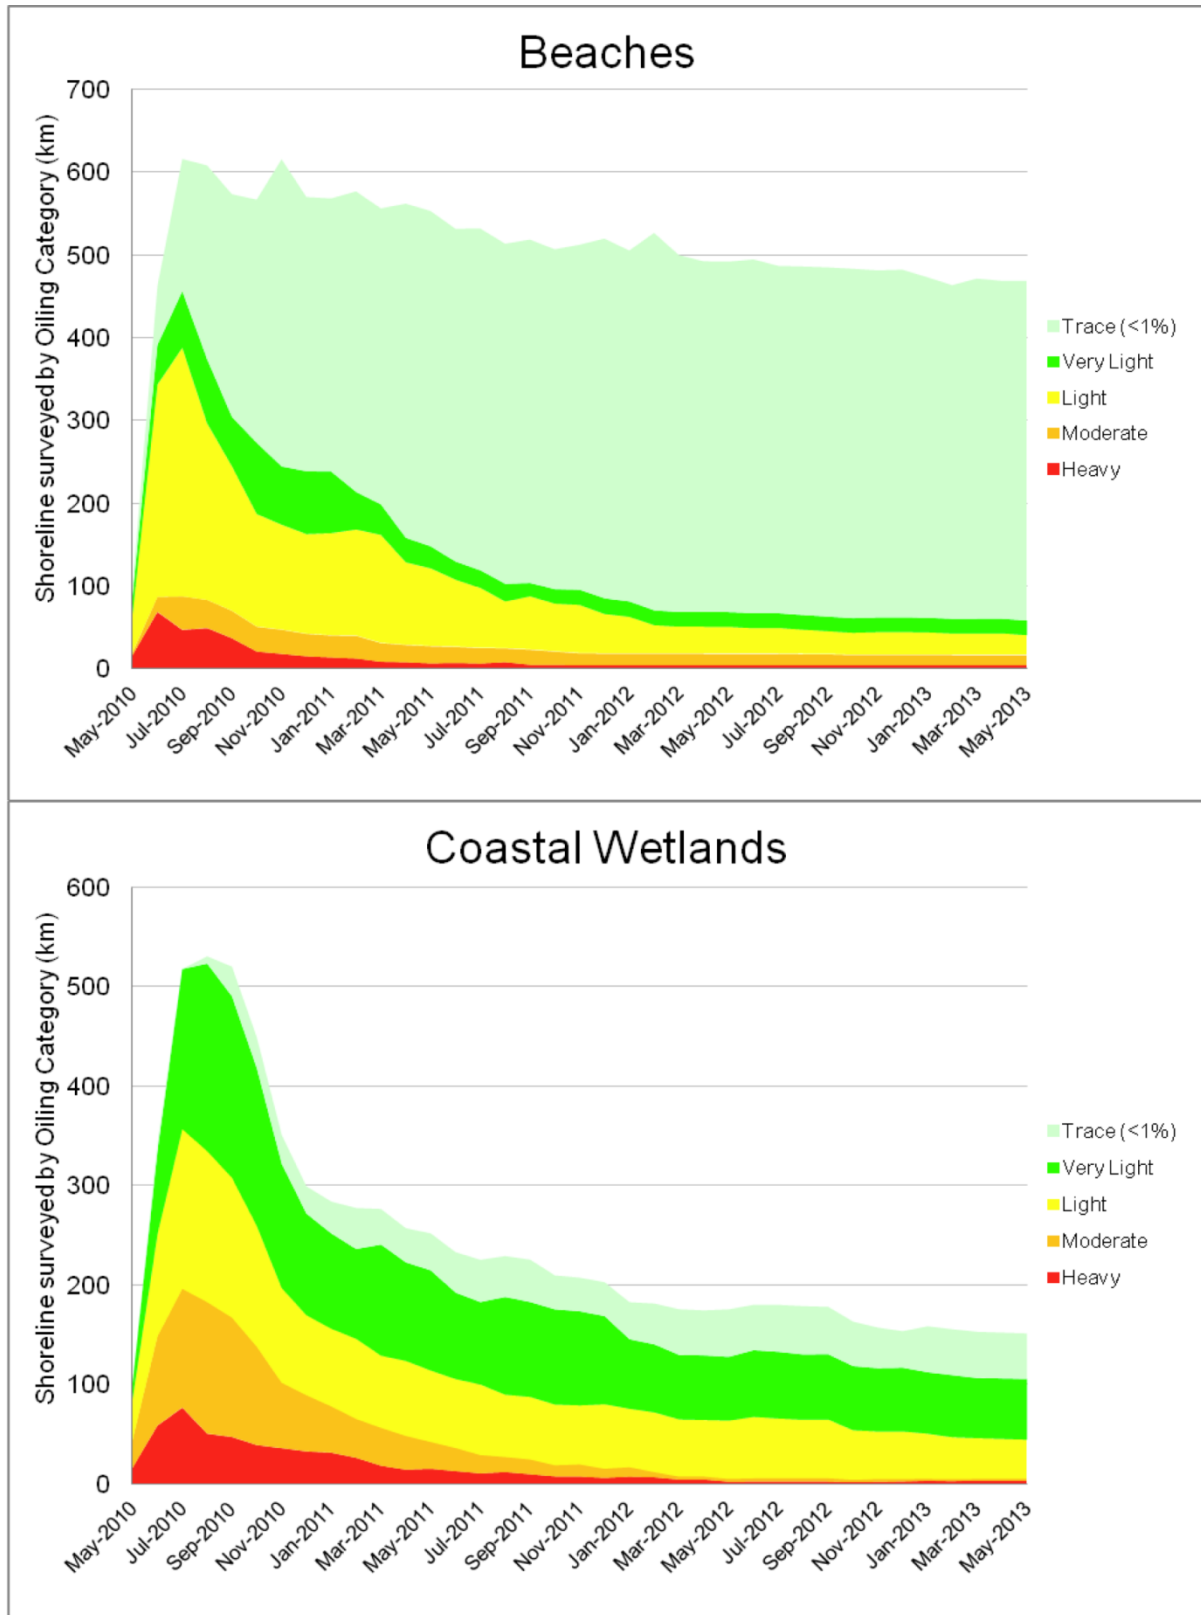 Beaches
Shoreline surveyed by Oiling Category (km)
700
600
500
400
300
200
100
0
May-2010
Jul-2010
Sep-2010
Nov-2010
Jan-2011
Mar-2011
May-2011
Jul-2011
Sep-2011
Nov-2011
Jan-2012
Mar-2012
May-2012
Jul-2012
Sep-2012
Nov-2012
Jan-2013
Mar-2013
May-2013
Trace (<1%)
Very Light
Light
Moderate
Heavy
Coastal Wetlands
Shoreline surveyed by Oiling Category (km)
600
500
400
300
200
100
0
May-2010
Jul-2010
Sep-2010
Nov-2010
Jan-2011
Mar-2011
May-2011
Jul-2011
Sep-2011
Nov-2011
Jan-2012
Mar-2012
May-2012
Jul-2012
Sep-2012
Nov-2012
Jan-2013
Mar-2013
May-2013
Trace (<1%)
Very Light
Light
Moderate
Heavy